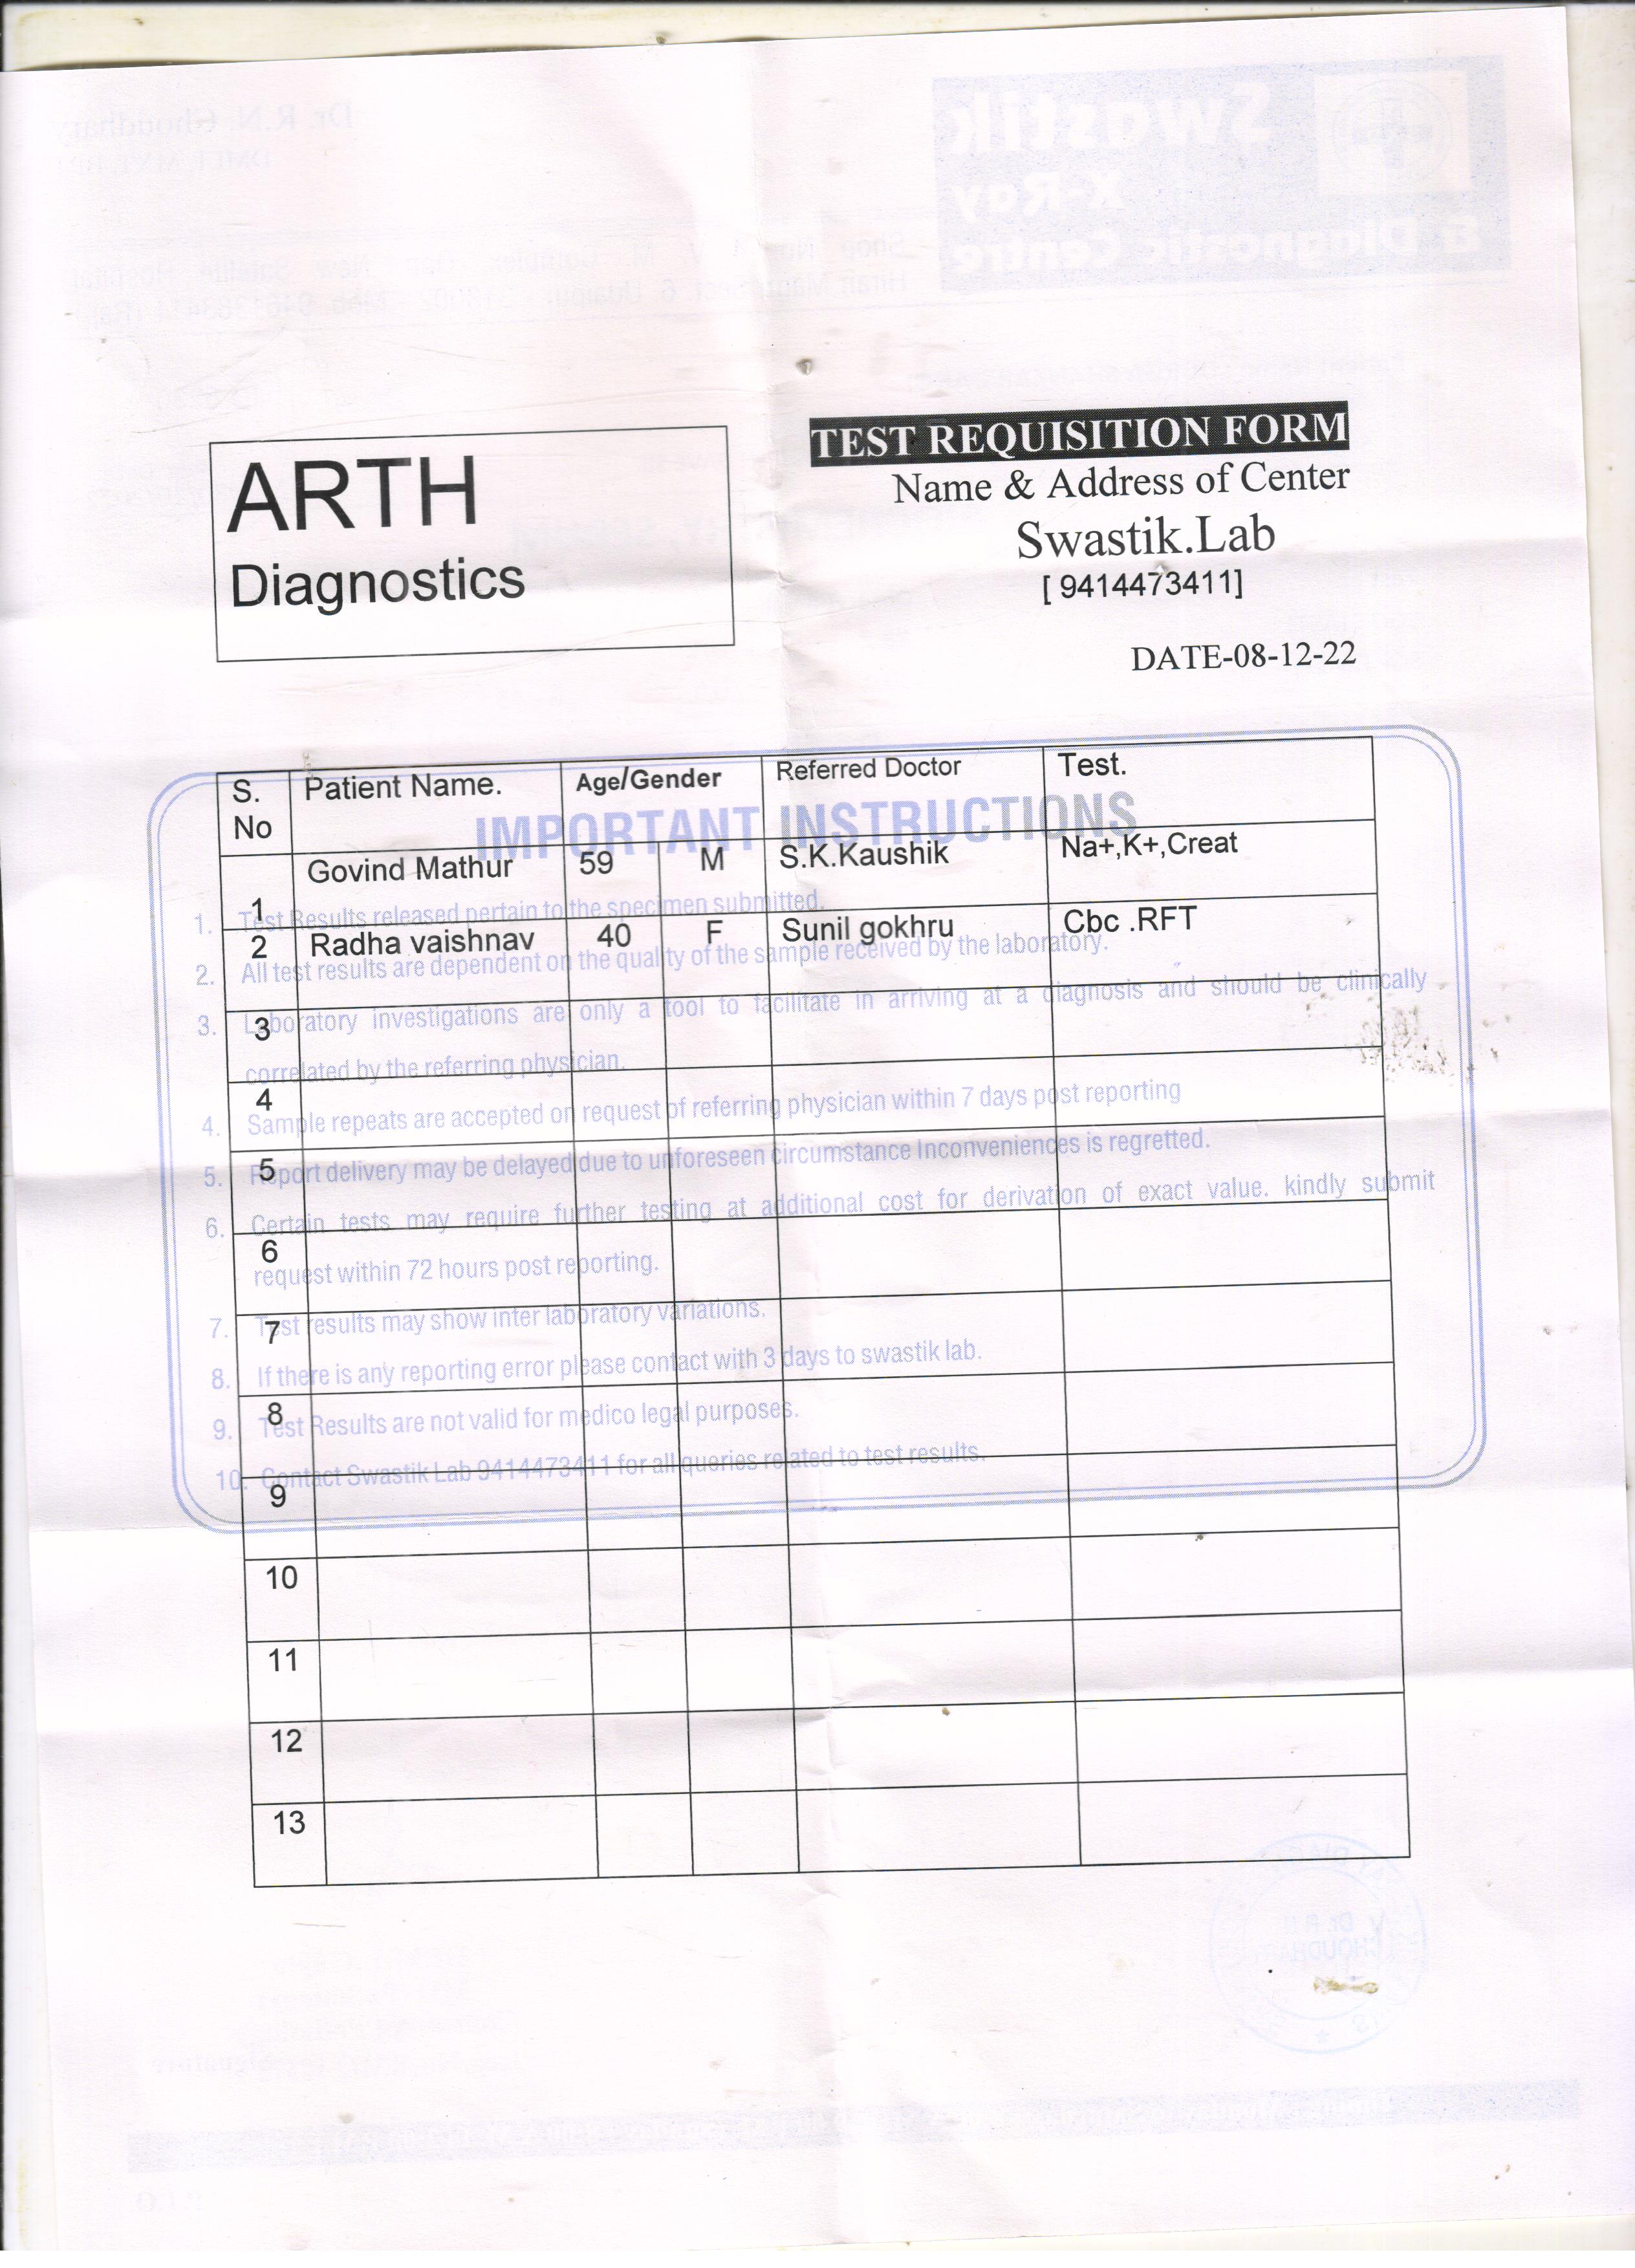 ARTH
Diagnostics
TEST REQUISITION FORM
Name & Address of Center
Swastik.Lab
[ 9414473411]
DATE-08-12-22
S. No Patient Name. Age/Gender Referred Doctor Test.
1 Govind Mathur 59 M S.K.Kaushik Na+,K+,Creat
2 Radha vaishnav 40 F Sunil gokhru Cbc .RFT
3
4
5
6
7
8
9
10
11
12
13
IMPORTANT INSTRUCTIONS
1. Test Results released pertain to the specimen submitted.
2. All test results are dependent on the quality of the sample received by the laboratory.
3. Laboratory investigations are only a tool to facilitate in arriving at a diagnosis and should be clinically
correlated by the referring physician.
4. Sample repeats are accepted on request of referring physician within 7 days post reporting
5. Report delivery may be delayed due to unforeseen circumstance Inconveniences is regretted.
6. Certain tests may require further testing at additional cost for derivation of exact value. kindly submit
request within 72 hours post reporting.
7. Test results may show inter laboratory variations.
8. If there is any reporting error please contact with 3 days to swastik lab.
9. Test Results are not valid for medico legal purposes.
10. Contact Swastik Lab 9414473411 for all queries related to test results.